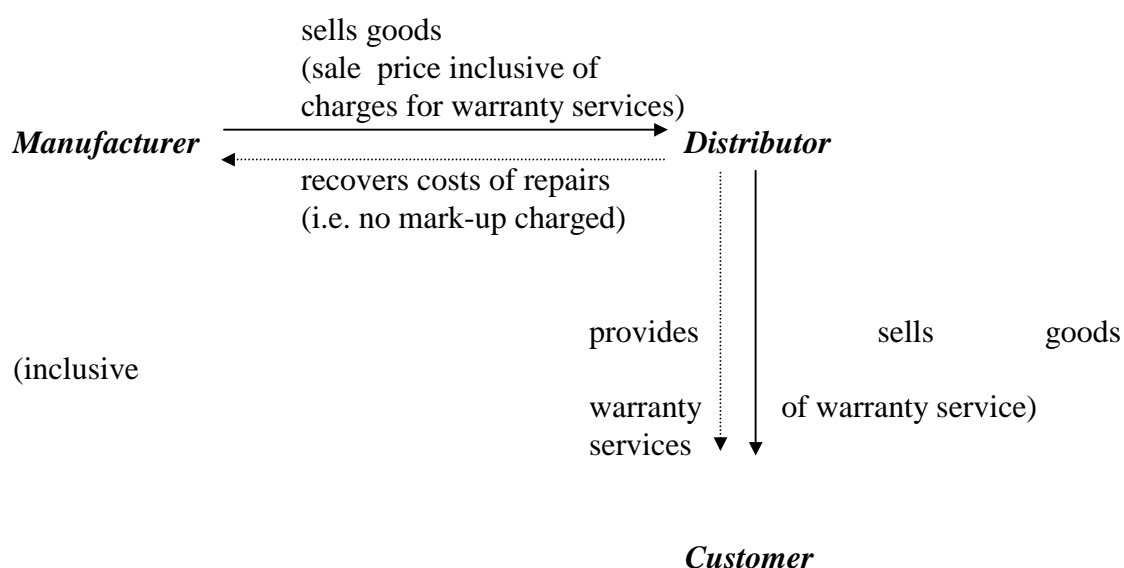 sells goods
(sale price inclusive of
charges for warranty services)
Manufacturer Distributor
recovers costs of repairs
(i.e. no mark-up charged)
provides sells goods
(inclusive
warranty of warranty service)
services
Customer